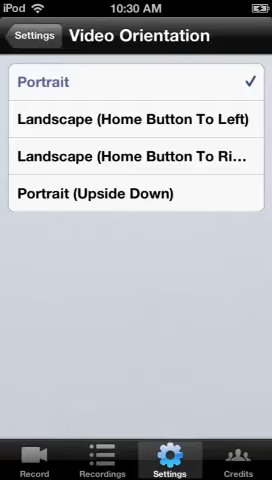 iPod 10:30 AM
Settings Video Orientation
Portrait
Landscape (Home Button To Left)
Landscape (Home Button To Ri...
Portrait (Upside Down)
Record Recordings Settings Credits